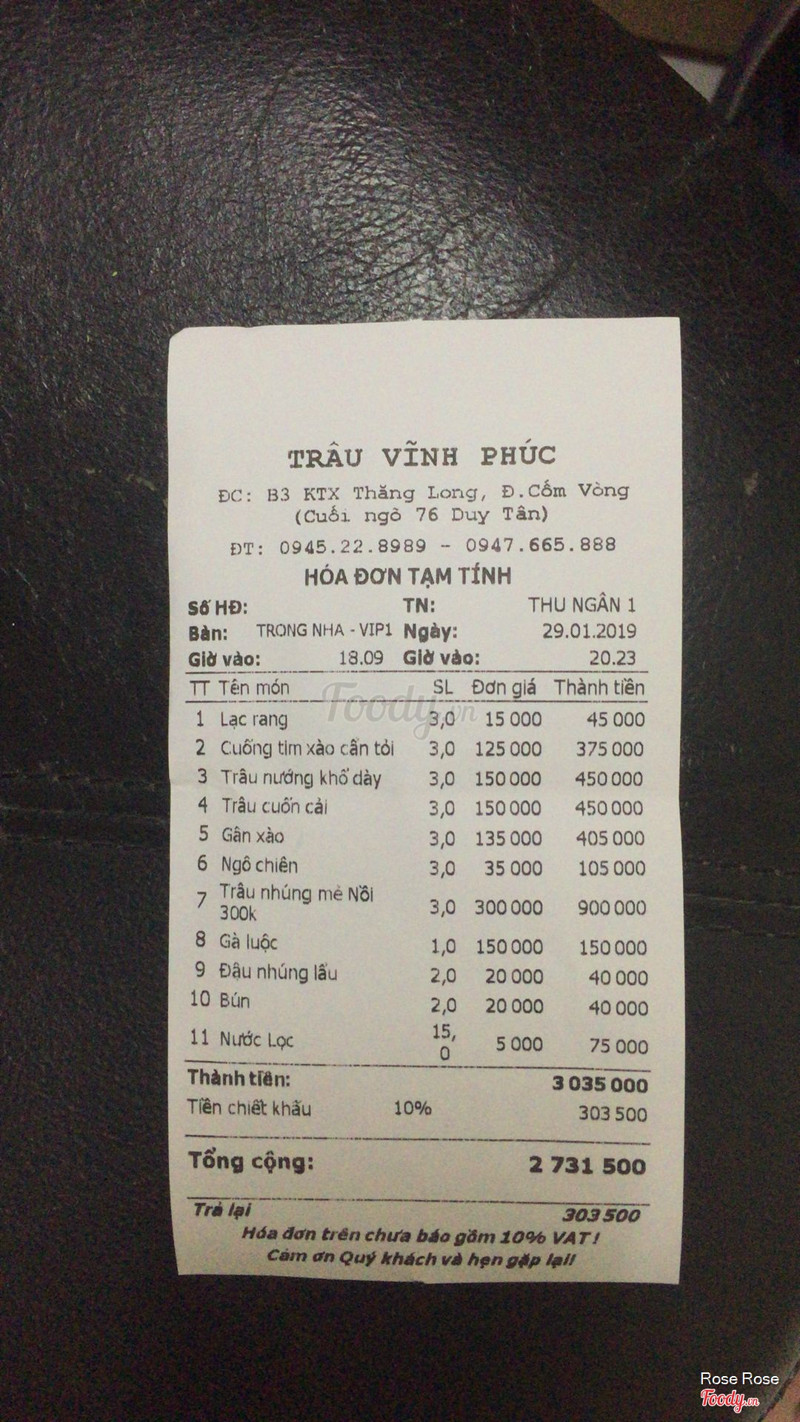 TRÂU VĨNH PHÚC
ĐC: B3 KTX Thăng Long, Đ.Cốm Vòng
(Cuối ngõ 76 Duy Tân)
ĐT: 0945.22.8989 - 0947.665.888
HÓA ĐƠN TẠM TÍNH
Số HĐ: TN: THU NGÂN 1
Bàn: TRONG NHA - VIP1 Ngày: 29.01.2019
Giờ vào: 18.09 Giờ vào: 20.23
TT Tên món SL Đơn giá Thành tiền
Foody.vn
1 Lạc rang 3,0 15 000 45 000
2 Cuống tim xào cần tỏi 3,0 125 000 375 000
3 Trâu nướng khổ dày 3,0 150 000 450 000
4 Trâu cuốn cải 3,0 150 000 450 000
5 Gân xào 3,0 135 000 405 000
6 Ngô chiên 3,0 35 000 105 000
7 Trâu nhúng mẻ Nồi
300k 3,0 300 000 900 000
8 Gà luộc 1,0 150 000 150 000
9 Đậu nhúng lẩu 2,0 20 000 40 000
10 Bún 2,0 20 000 40 000
11 Nước Lọc 15,
0 5 000 75 000
Thành tiền: 3 035 000
Tiền chiết khấu 10% 303 500
Tổng cộng: 2 731 500
Trả lại 303 500
Hóa đơn trên chưa báo gồm 10% VAT!
Cám ơn Quý khách và hẹn gặp lại!
Rose Rose
Foody.vn